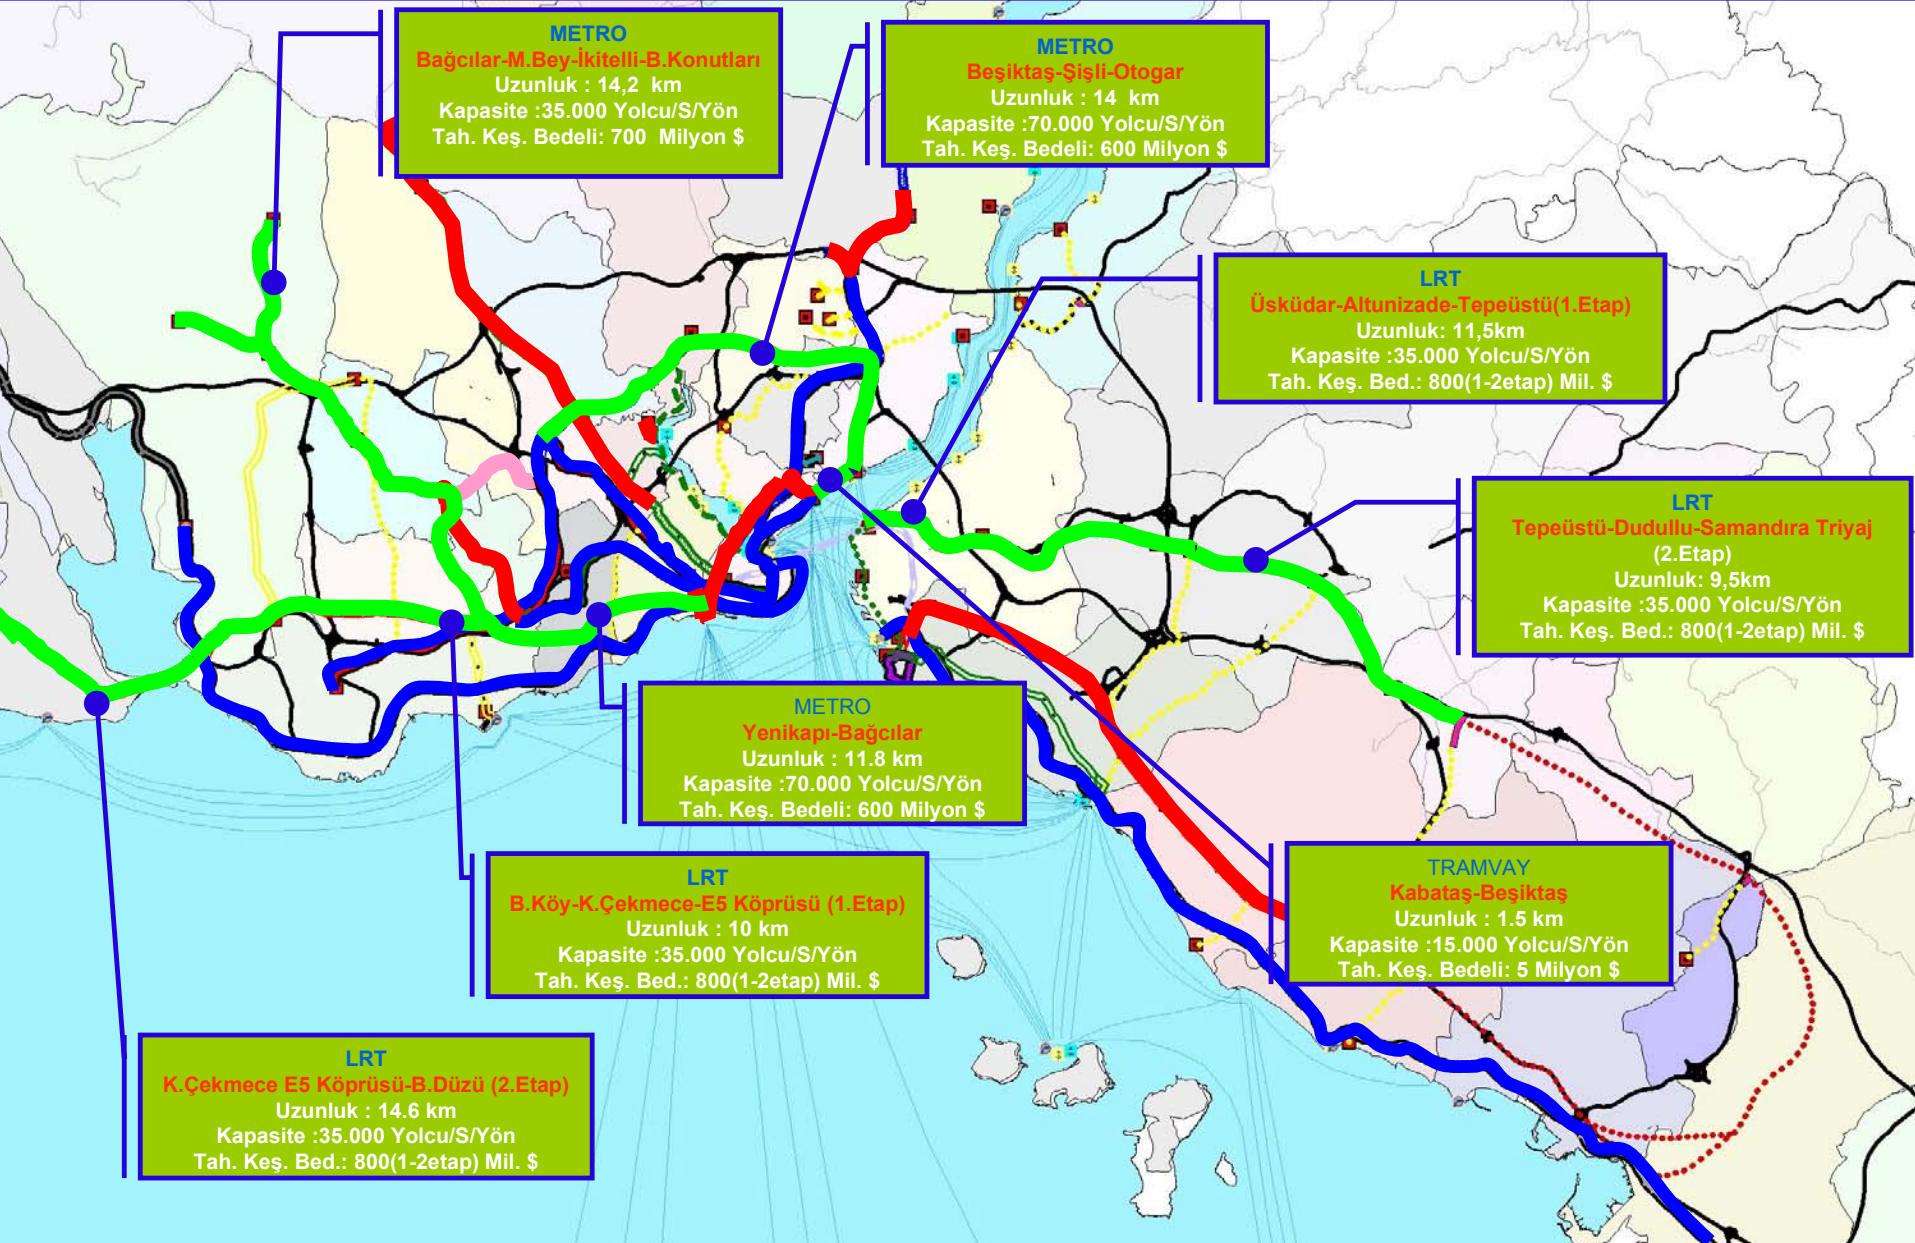 METRO
Bağcılar-M.Bey-İkitelli-B.Konutları
Uzunluk : 14,2 km
Kapasite :35.000 Yolcu/S/Yön
Tah. Keş. Bedeli: 700 Milyon $
METRO
Beşiktaş-Şişli-Otogar
Uzunluk : 14 km
Kapasite :70.000 Yolcu/S/Yön
Tah. Keş. Bedeli: 600 Milyon $
LRT
Üsküdar-Altunizade-Tepeüstü(1.Etap)
Uzunluk: 11,5km
Kapasite :35.000 Yolcu/S/Yön
Tah. Keş. Bed.: 800(1-2etap) Mil. $
LRT
Tepeüstü-Dudullu-Samandıra Triyaj
(2.Etap)
Uzunluk: 9,5km
Kapasite :35.000 Yolcu/S/Yön
Tah. Keş. Bed.: 800(1-2etap) Mil. $
METRO
Yenikapı-Bağcılar
Uzunluk : 11.8 km
Kapasite :70.000 Yolcu/S/Yön
Tah. Keş. Bedeli: 600 Milyon $
LRT
B.Köy-K.Çekmece-E5 Köprüsü (1.Etap)
Uzunluk : 10 km
Kapasite :35.000 Yolcu/S/Yön
Tah. Keş. Bed.: 800(1-2etap) Mil. $
TRAMVAY
Kabataş-Beşiktaş
Uzunluk : 1.5 km
Kapasite :15.000 Yolcu/S/Yön
Tah. Keş. Bedeli: 5 Milyon $
LRT
K.Çekmece E5 Köprüsü-B.Düzü (2.Etap)
Uzunluk : 14.6 km
Kapasite :35.000 Yolcu/S/Yön
Tah. Keş. Bed.: 800(1-2etap) Mil. $